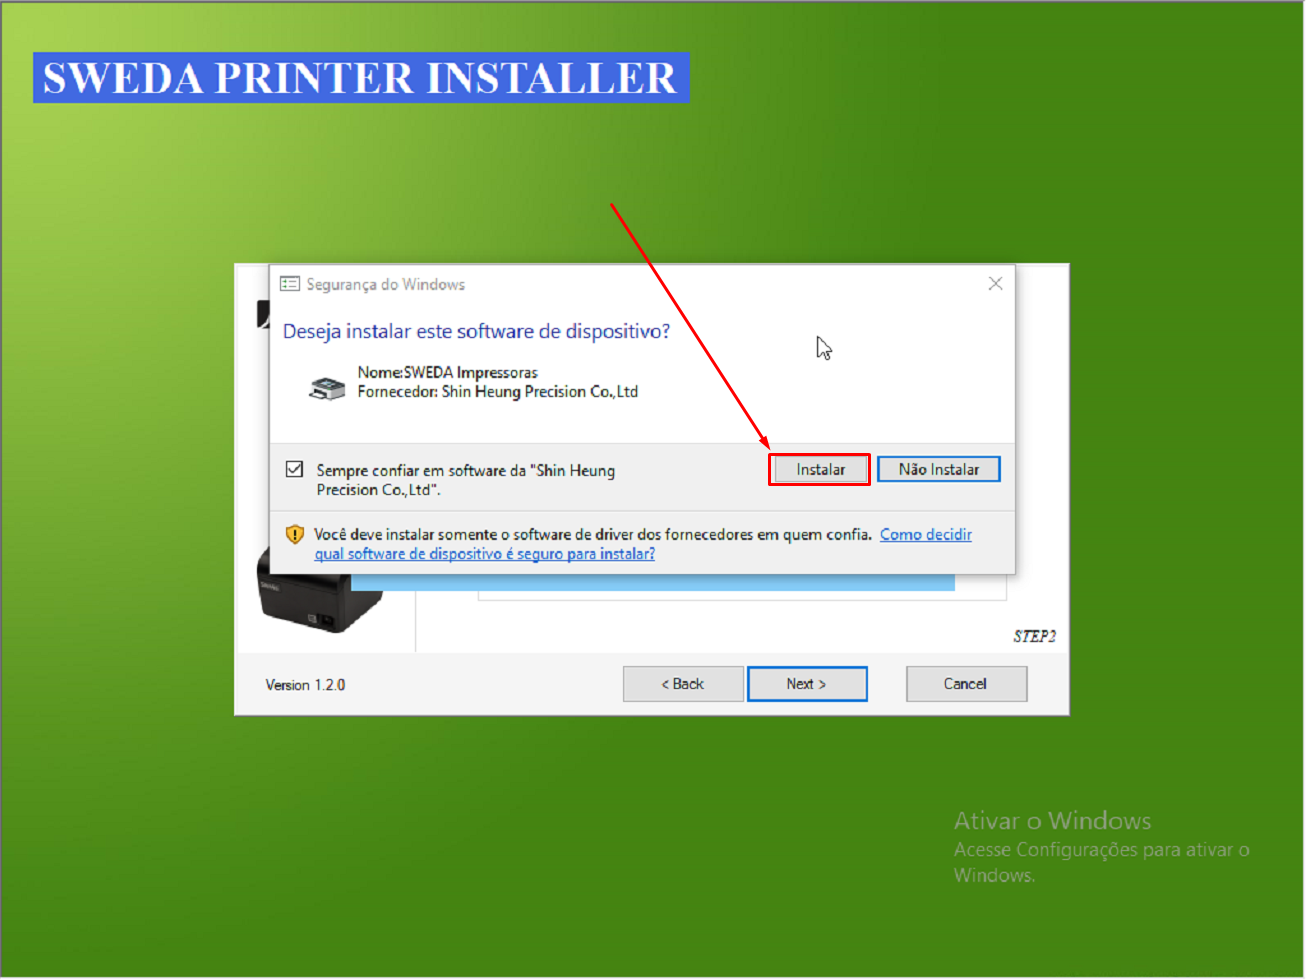 SWEDA PRINTER INSTALLER
Segurança do Windows
Deseja instalar este software de dispositivo?
Nome:SWEDA Impressoras
Fornecedor: Shin Heung Precision Co.,Ltd
Sempre confiar em software da "Shin Heung
Precision Co.,Ltd".
Instalar
Não Instalar
Você deve instalar somente o software de driver dos fornecedores em quem confia. Como decidir
qual software de dispositivo é seguro para instalar?
STEP2
Version 1.2.0
< Back
Next >
Cancel
Ativar o Windows
Acesse Configurações para ativar o
Windows.